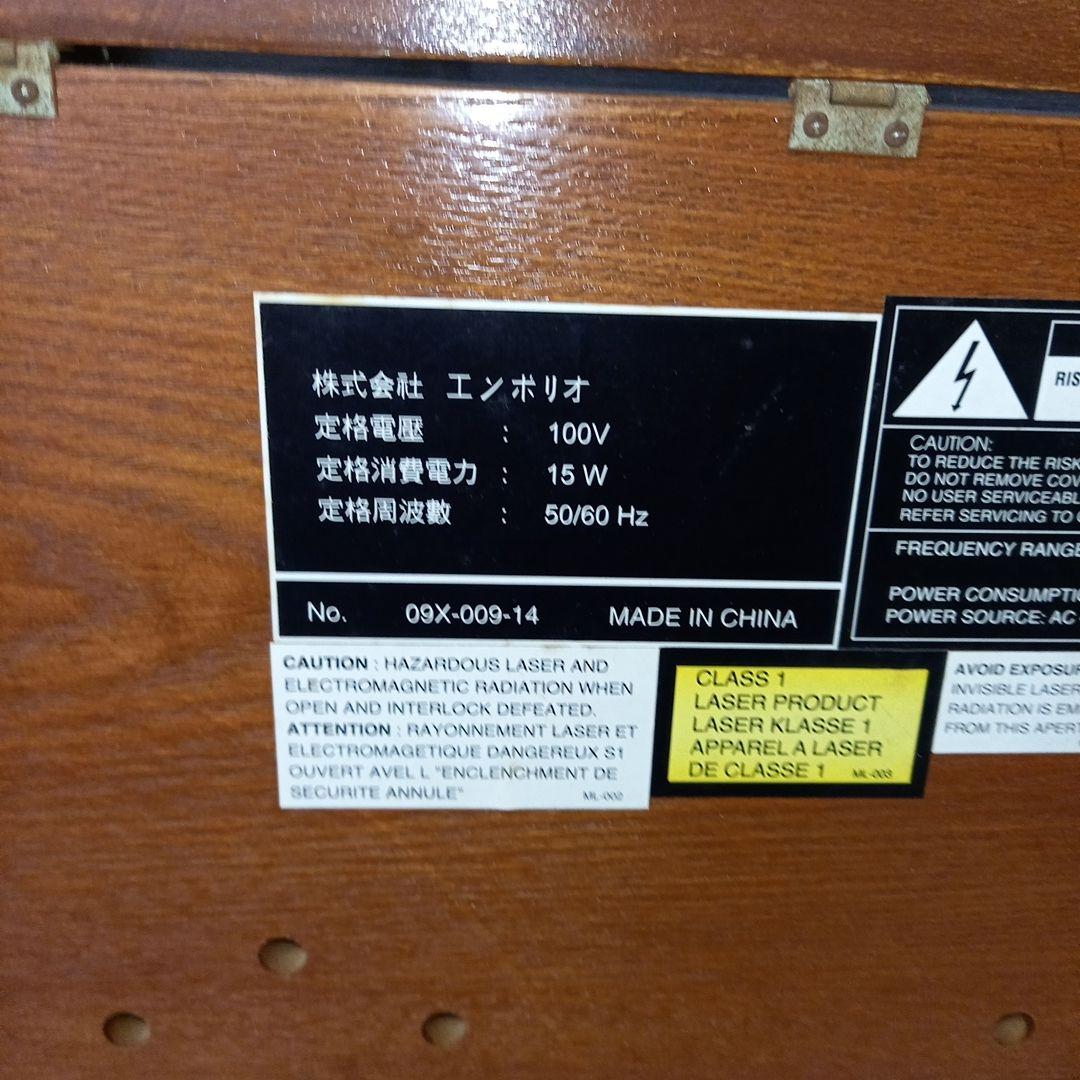 株式会社 エンポリオ
定格電壓 : 100V
定格消費電力 : 15 W
定格周波數 : 50/60 Hz
No. 09X-009-14 MADE IN CHINA
RIS
CAUTION:
TO REDUCE THE RISK
DO NOT REMOVE COV
NO USER SERVICEABL
REFER SERVICING TO
FREQUENCY RANGE
POWER CONSUMPTIO
POWER SOURCE: AC
CAUTION : HAZARDOUS LASER AND
ELECTROMAGNETIC RADIATION WHEN
OPEN AND INTERLOCK DEFEATED.
ATTENTION : RAYONNEMENT LASER ET
ELECTROMAGETIQUE DANGEREUX S1
OUVERT AVEL L "ENCLENCHMENT DE
SECURITE ANNULE"
ML-002
CLASS 1
LASER PRODUCT
LASER KLASSE 1
APPAREL A LASER
DE CLASSE 1 ML-003
AVOID EXPOSUR
INVISIBLE LASER
RADIATION IS EM
FROM THIS APERT